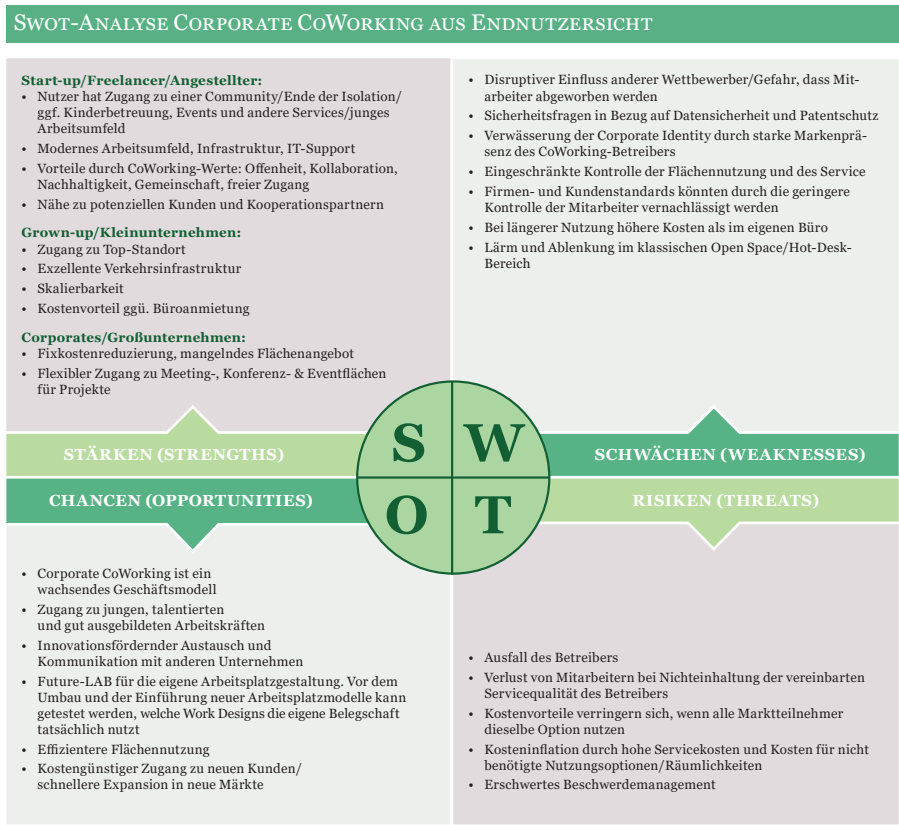 Swot-Analyse Corporate CoWorking aus Endnutzersicht
Start-up/Freelancer/Angestellter:
• Nutzer hat Zugang zu einer Community/Ende der Isolation/
ggf. Kinderbetreuung, Events und andere Services/junges
Arbeitsumfeld
• Modernes Arbeitsumfeld, Infrastruktur, IT-Support
• Vorteile durch CoWorking-Werte: Offenheit, Kollaboration,
Nachhaltigkeit, Gemeinschaft, freier Zugang
• Nähe zu potenziellen Kunden und Kooperationspartnern
Grown-up/Kleinunternehmen:
• Zugang zu Top-Standort
• Exzellente Verkehrsinfrastruktur
• Skalierbarkeit
• Kostenvorteil ggü. Büroanmietung
Corporates/Großunternehmen:
• Fixkostenreduzierung, mangelndes Flächenangebot
• Flexibler Zugang zu Meeting-, Konferenz- & Eventflächen
für Projekte
• Disruptiver Einfluss anderer Wettbewerber/Gefahr, dass Mit-
arbeiter abgeworben werden
• Sicherheitsfragen in Bezug auf Datensicherheit und Patentschutz
• Verwässerung der Corporate Identity durch starke Markenprä-
senz des CoWorking-Betreibers
• Eingeschränkte Kontrolle der Flächennutzung und des Service
• Firmen- und Kundenstandards könnten durch die geringere
Kontrolle der Mitarbeiter vernachlässigt werden
• Bei längerer Nutzung höhere Kosten als im eigenen Büro
• Lärm und Ablenkung im klassischen Open Space/Hot-Desk-
Bereich
STÄRKEN (STRENGTHS)
S
W
SCHWÄCHEN (WEAKNESSES)
CHANCEN (OPPORTUNITIES)
O
T
RISIKEN (THREATS)
• Corporate CoWorking ist ein
wachsendes Geschäftsmodell
• Zugang zu jungen, talentierten
und gut ausgebildeten Arbeitskräften
• Innovationsfördernder Austausch und
Kommunikation mit anderen Unternehmen
• Future-LAB für die eigene Arbeitsplatzgestaltung. Vor dem
Umbau und der Einführung neuer Arbeitsplatzmodelle kann
getestet werden, welche Work Designs die eigene Belegschaft
tatsächlich nutzt
• Effizientere Flächennutzung
• Kostengünstiger Zugang zu neuen Kunden/
schnellere Expansion in neue Märkte
• Ausfall des Betreibers
• Verlust von Mitarbeitern bei Nichteinhaltung der vereinbarten
Servicequalität des Betreibers
• Kostenvorteile verringern sich, wenn alle Marktteilnehmer
dieselbe Option nutzen
• Kosteninflation durch hohe Servicekosten und Kosten für nicht
benötigte Nutzungsoptionen/Räumlichkeiten
• Erschwertes Beschwerdemanagement